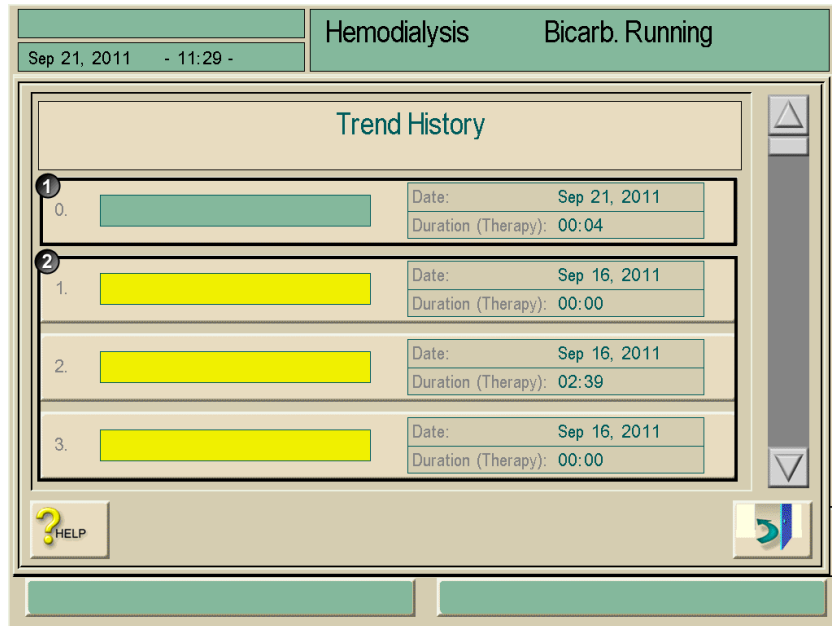 Hemodialysis Bicarb. Running
Sep 21, 2011 - 11:29 -
Trend History
1
0.
Date: Sep 21, 2011
Duration (Therapy): 00:04
2
1.
Date: Sep 16, 2011
Duration (Therapy): 00:00
2.
Date: Sep 16, 2011
Duration (Therapy): 02:39
3.
Date: Sep 16, 2011
Duration (Therapy): 00:00
? HELP